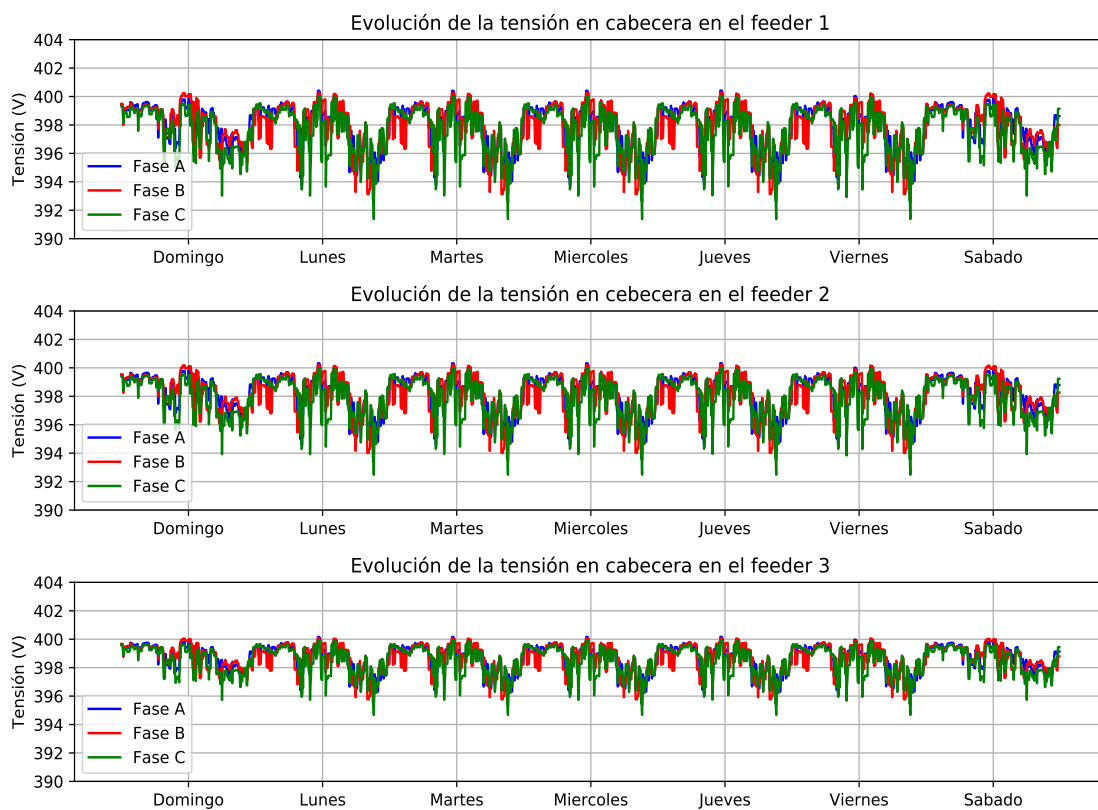 Evolución de la tensión en cabecera en el feeder 1
404
402
400
398
396
394
392
390
Tensión (V)
Fase A
Fase B
Fase C
Domingo Lunes Martes Miercoles Jueves Viernes Sabado
Evolución de la tensión en cebecera en el feeder 2
404
402
400
398
396
394
392
390
Tensión (V)
Fase A
Fase B
Fase C
Domingo Lunes Martes Miercoles Jueves Viernes Sabado
Evolución de la tensión en cabecera en el feeder 3
404
402
400
398
396
394
392
390
Tensión (V)
Fase A
Fase B
Fase C
Domingo Lunes Martes Miercoles Jueves Viernes Sabado